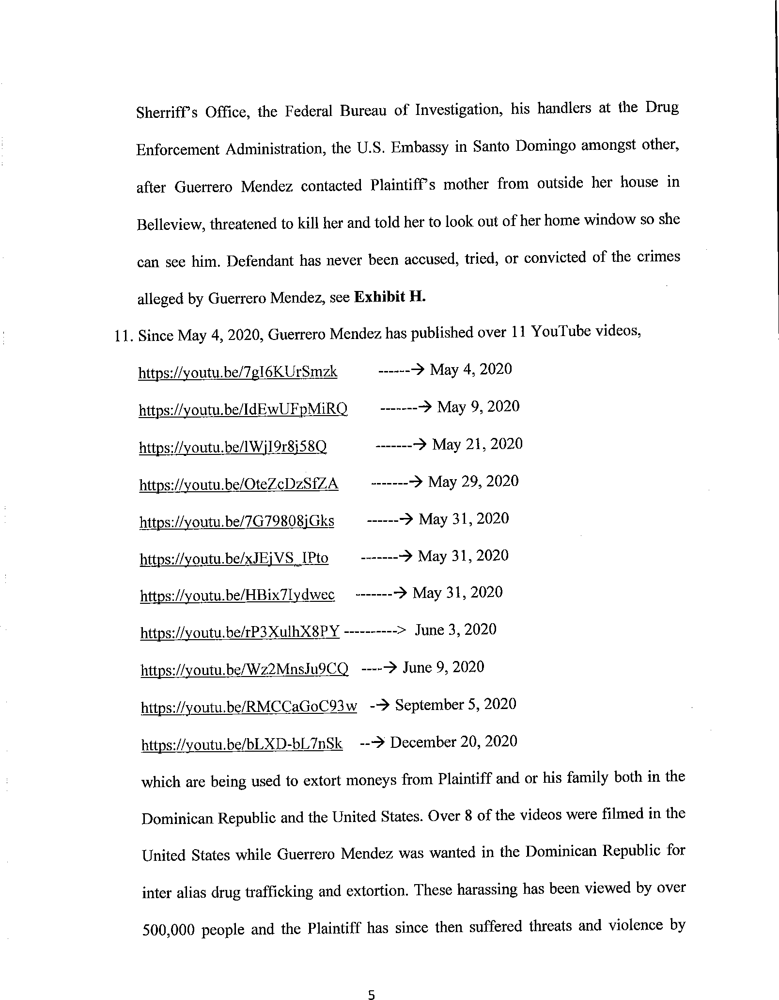 Sherriff's Office, the Federal Bureau of Investigation, his handlers at the Drug
Enforcement Administration, the U.S. Embassy in Santo Domingo amongst other,
after Guerrero Mendez contacted Plaintiff's mother from outside her house in
Belleview, threatened to kill her and told her to look out of her home window so she
can see him. Defendant has never been accused, tried, or convicted of the crimes
alleged by Guerrero Mendez, see Exhibit H.
11. Since May 4, 2020, Guerrero Mendez has published over 11 YouTube videos,
https://youtu.be/7gI6KUrSmzk ------→ May 4, 2020
https://youtu.be/IdEwUFpMiRQ -------→ May 9, 2020
https://youtu.be/lWjI9r8j58Q -------→ May 21, 2020
https://youtu.be/OteZcDzSfZA -------→ May 29, 2020
https://youtu.be/7G79808jGks ------→ May 31, 2020
https://youtu.be/xJEjVS_IPto -------→ May 31, 2020
https://youtu.be/HBix7Iydwec -------→ May 31, 2020
https://youtu.be/rP3XulhX8PY ----------> June 3, 2020
https://youtu.be/Wz2MnsJu9CQ ----→ June 9, 2020
https://youtu.be/RMCCaGoC93w -→ September 5, 2020
https://youtu.be/bLXD-bL7nSk --→ December 20, 2020
which are being used to extort moneys from Plaintiff and or his family both in the
Dominican Republic and the United States. Over 8 of the videos were filmed in the
United States while Guerrero Mendez was wanted in the Dominican Republic for
inter alias drug trafficking and extortion. These harassing has been viewed by over
500,000 people and the Plaintiff has since then suffered threats and violence by
5